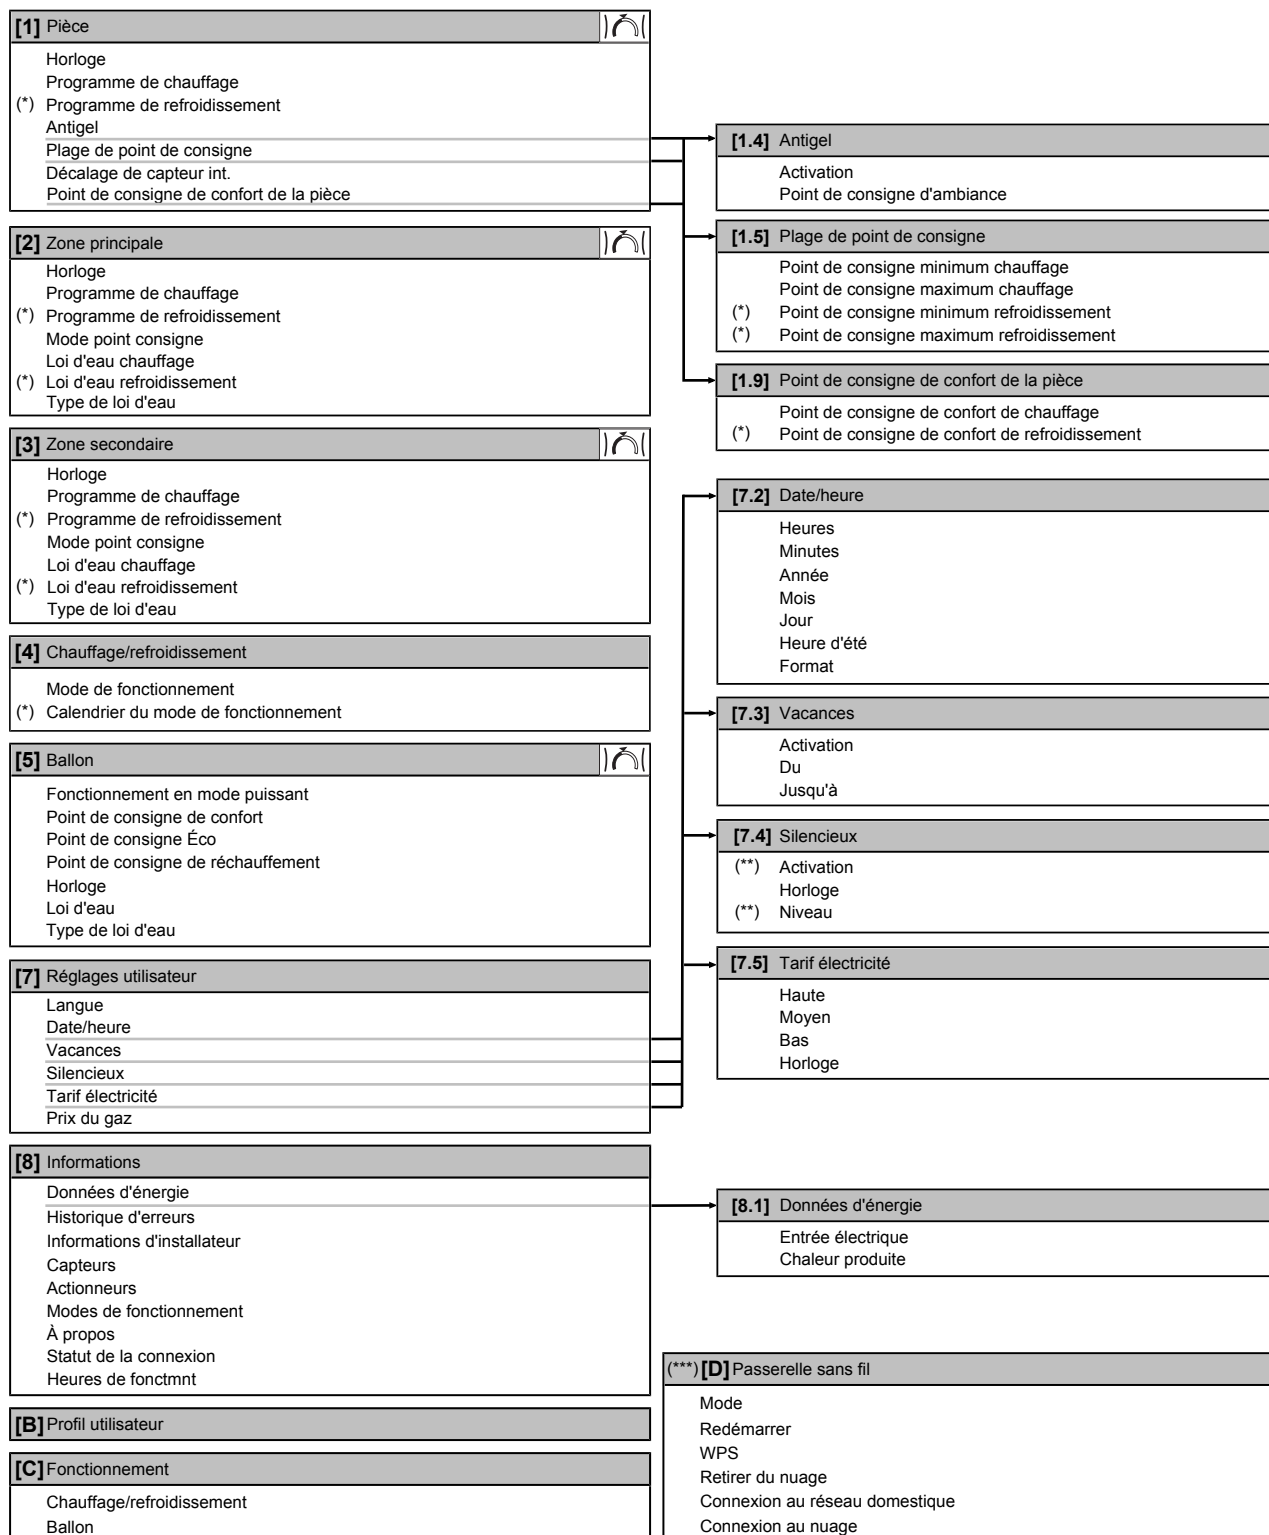 [1] Pièce
Horloge
Programme de chauffage
(*) Programme de refroidissement
Antigel
Plage de point de consigne
Décalage de capteur int.
Point de consigne de confort de la pièce
[2] Zone principale
Horloge
Programme de chauffage
(*) Programme de refroidissement
Mode point consigne
Loi d'eau chauffage
(*) Loi d'eau refroidissement
Type de loi d'eau
[3] Zone secondaire
Horloge
Programme de chauffage
(*) Programme de refroidissement
Mode point consigne
Loi d'eau chauffage
(*) Loi d'eau refroidissement
Type de loi d'eau
[4] Chauffage/refroidissement
Mode de fonctionnement
(*) Calendrier du mode de fonctionnement
[5] Ballon
Fonctionnement en mode puissant
Point de consigne de confort
Point de consigne Éco
Point de consigne de réchauffement
Horloge
Loi d'eau
Type de loi d'eau
[7] Réglages utilisateur
Langue
Date/heure
Vacances
Silencieux
Tarif électricité
Prix du gaz
[8] Informations
Données d'énergie
Historique d'erreurs
Informations d'installateur
Capteurs
Actionneurs
Modes de fonctionnement
À propos
Statut de la connexion
Heures de fonctmnt
[B] Profil utilisateur
[C] Fonctionnement
Chauffage/refroidissement
Ballon
[1.4] Antigel
Activation
Point de consigne d'ambiance
[1.5] Plage de point de consigne
Point de consigne minimum chauffage
Point de consigne maximum chauffage
(*) Point de consigne minimum refroidissement
(*) Point de consigne maximum refroidissement
[1.9] Point de consigne de confort de la pièce
Point de consigne de confort de chauffage
(*) Point de consigne de confort de refroidissement
[7.2] Date/heure
Heures
Minutes
Année
Mois
Jour
Heure d'été
Format
[7.3] Vacances
Activation
Du
Jusqu'à
[7.4] Silencieux
(**) Activation
Horloge
(**) Niveau
[7.5] Tarif électricité
Haute
Moyen
Bas
Horloge
[8.1] Données d'énergie
Entrée électrique
Chaleur produite
(***) [D] Passerelle sans fil
Mode
Redémarrer
WPS
Retirer du nuage
Connexion au réseau domestique
Connexion au nuage